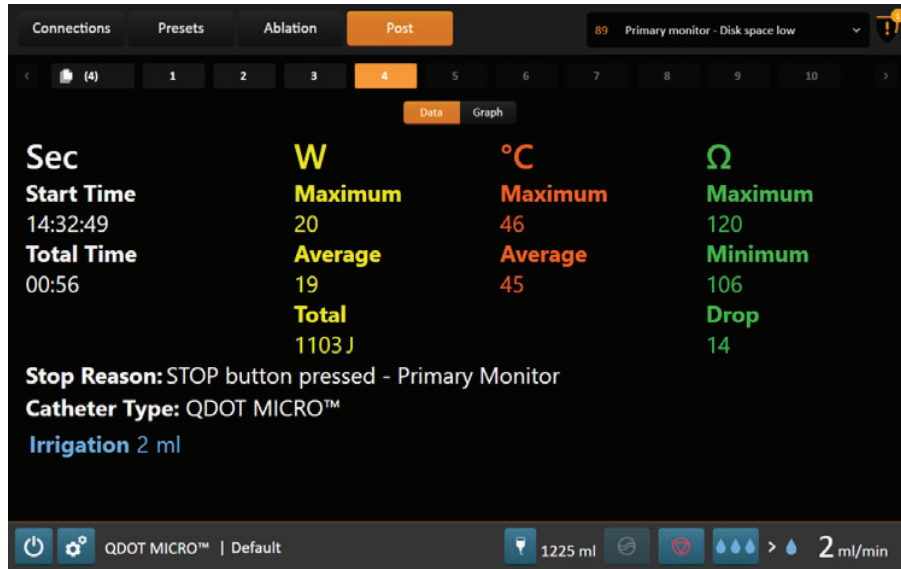 Connections Presets Ablation Post 89 Primary monitor - Disk space low
(4) 1 2 3 4 5 6 7 8 9 10
Data Graph
Sec W °C Ω
Start Time Maximum Maximum Maximum
14:32:49 20 46 120
Total Time Average Average Minimum
00:56 19 45 106
Total Drop
1103 J 14
Stop Reason: STOP button pressed - Primary Monitor
Catheter Type: QDOT MICRO™
Irrigation 2 ml
QDOT MICRO™ | Default 1225 ml > 2 ml/min